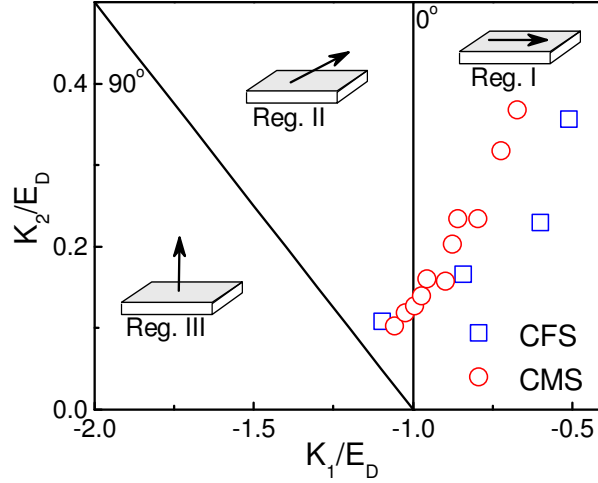 0°
90°
Reg. I
Reg. II
Reg. III
K2/ED
0.4
0.2
0.0
CFS
CMS
-2.0 -1.5 -1.0 -0.5
K1/ED